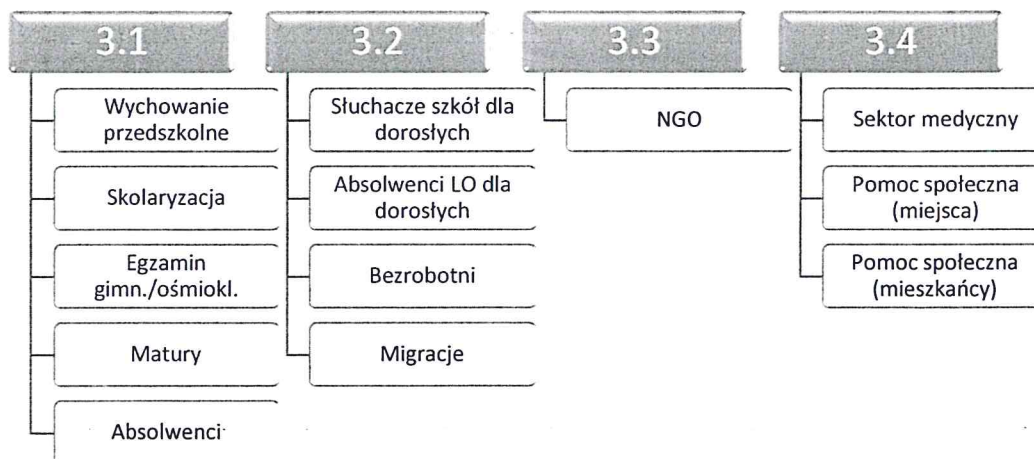 3.1
Wychowanie
przedszkolne
Skolaryzacja
Egzamin
gimn./ośmiokl.
Matury
Absolwenci
3.2
Słuchacze szkół dla
dorosłych
Absolwenci LO dla
dorosłych
Bezrobotni
Migracje
3.3
NGO
3.4
Sektor medyczny
Pomoc społeczna
(miejsca)
Pomoc społeczna
(mieszkańcy)